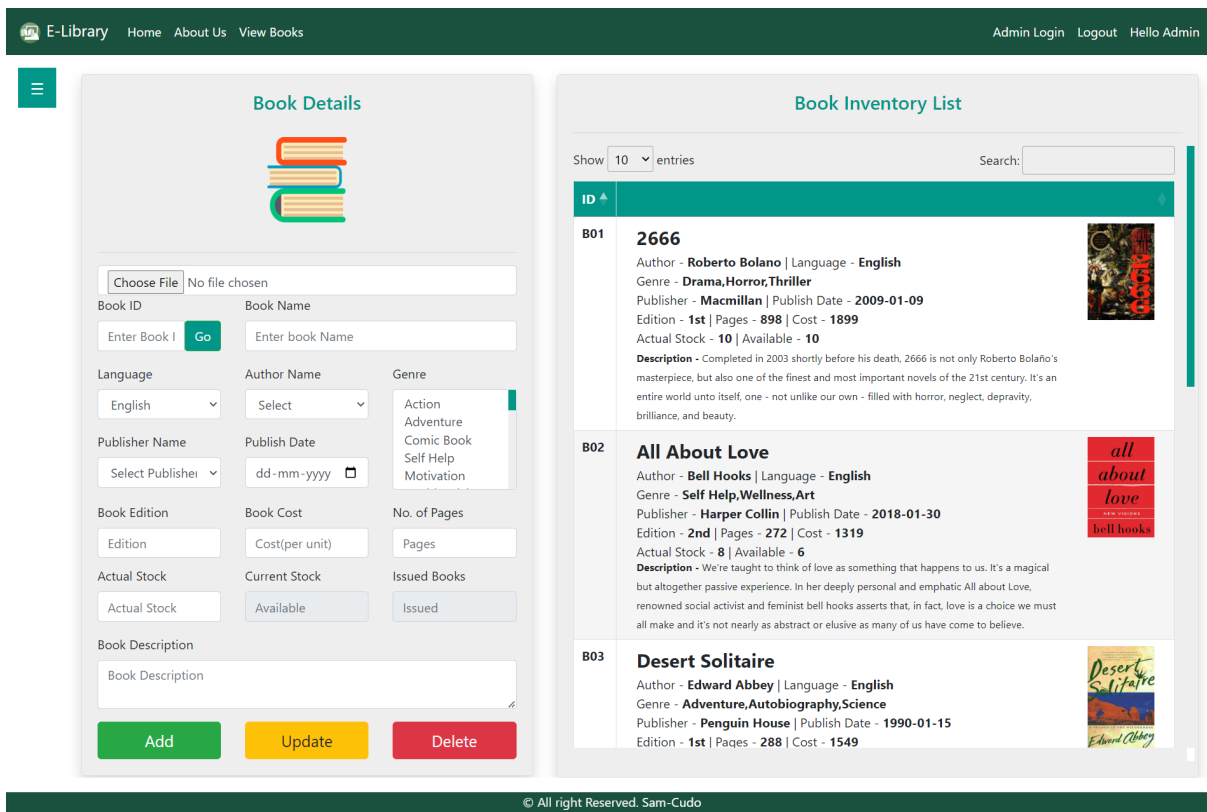 E-Library Home About Us View Books Admin Login Logout Hello Admin
☰
Book Details
Choose File No file chosen
Book ID Book Name
Enter Book I Go Enter book Name
Language Author Name Genre
English Select Action
Adventure
Comic Book
Self Help
Motivation
Publisher Name Publish Date
Select Publisher dd-mm-yyyy
Book Edition Book Cost No. of Pages
Edition Cost(per unit) Pages
Actual Stock Current Stock Issued Books
Actual Stock Available Issued
Book Description
Book Description
Add Update Delete
Book Inventory List
Show 10 entries Search:
ID
B01 2666
Author - Roberto Bolano | Language - English
Genre - Drama,Horror,Thriller
Publisher - Macmillan | Publish Date - 2009-01-09
Edition - 1st | Pages - 898 | Cost - 1899
Actual Stock - 10 | Available - 10
Description - Completed in 2003 shortly before his death, 2666 is not only Roberto Bolaño's
masterpiece, but also one of the finest and most important novels of the 21st century. It's an
entire world unto itself, one - not unlike our own - filled with horror, neglect, depravity,
brilliance, and beauty.
2666
B02 All About Love
Author - Bell Hooks | Language - English
Genre - Self Help,Wellness,Art
Publisher - Harper Collin | Publish Date - 2018-01-30
Edition - 2nd | Pages - 272 | Cost - 1319
Actual Stock - 8 | Available - 6
Description - We're taught to think of love as something that happens to us. It's a magical
but altogether passive experience. In her deeply personal and emphatic All about Love,
renowned social activist and feminist bell hooks asserts that, in fact, love is a choice we must
all make and it's not nearly as abstract or elusive as many of us have come to believe.
all
about
love
NEW VISIONS
bell hooks
B03 Desert Solitaire
Author - Edward Abbey | Language - English
Genre - Adventure,Autobiography,Science
Publisher - Penguin House | Publish Date - 1990-01-15
Edition - 1st | Pages - 288 | Cost - 1549
Desert
Solitaire
Edward Abbey
© All right Reserved. Sam-Cudo